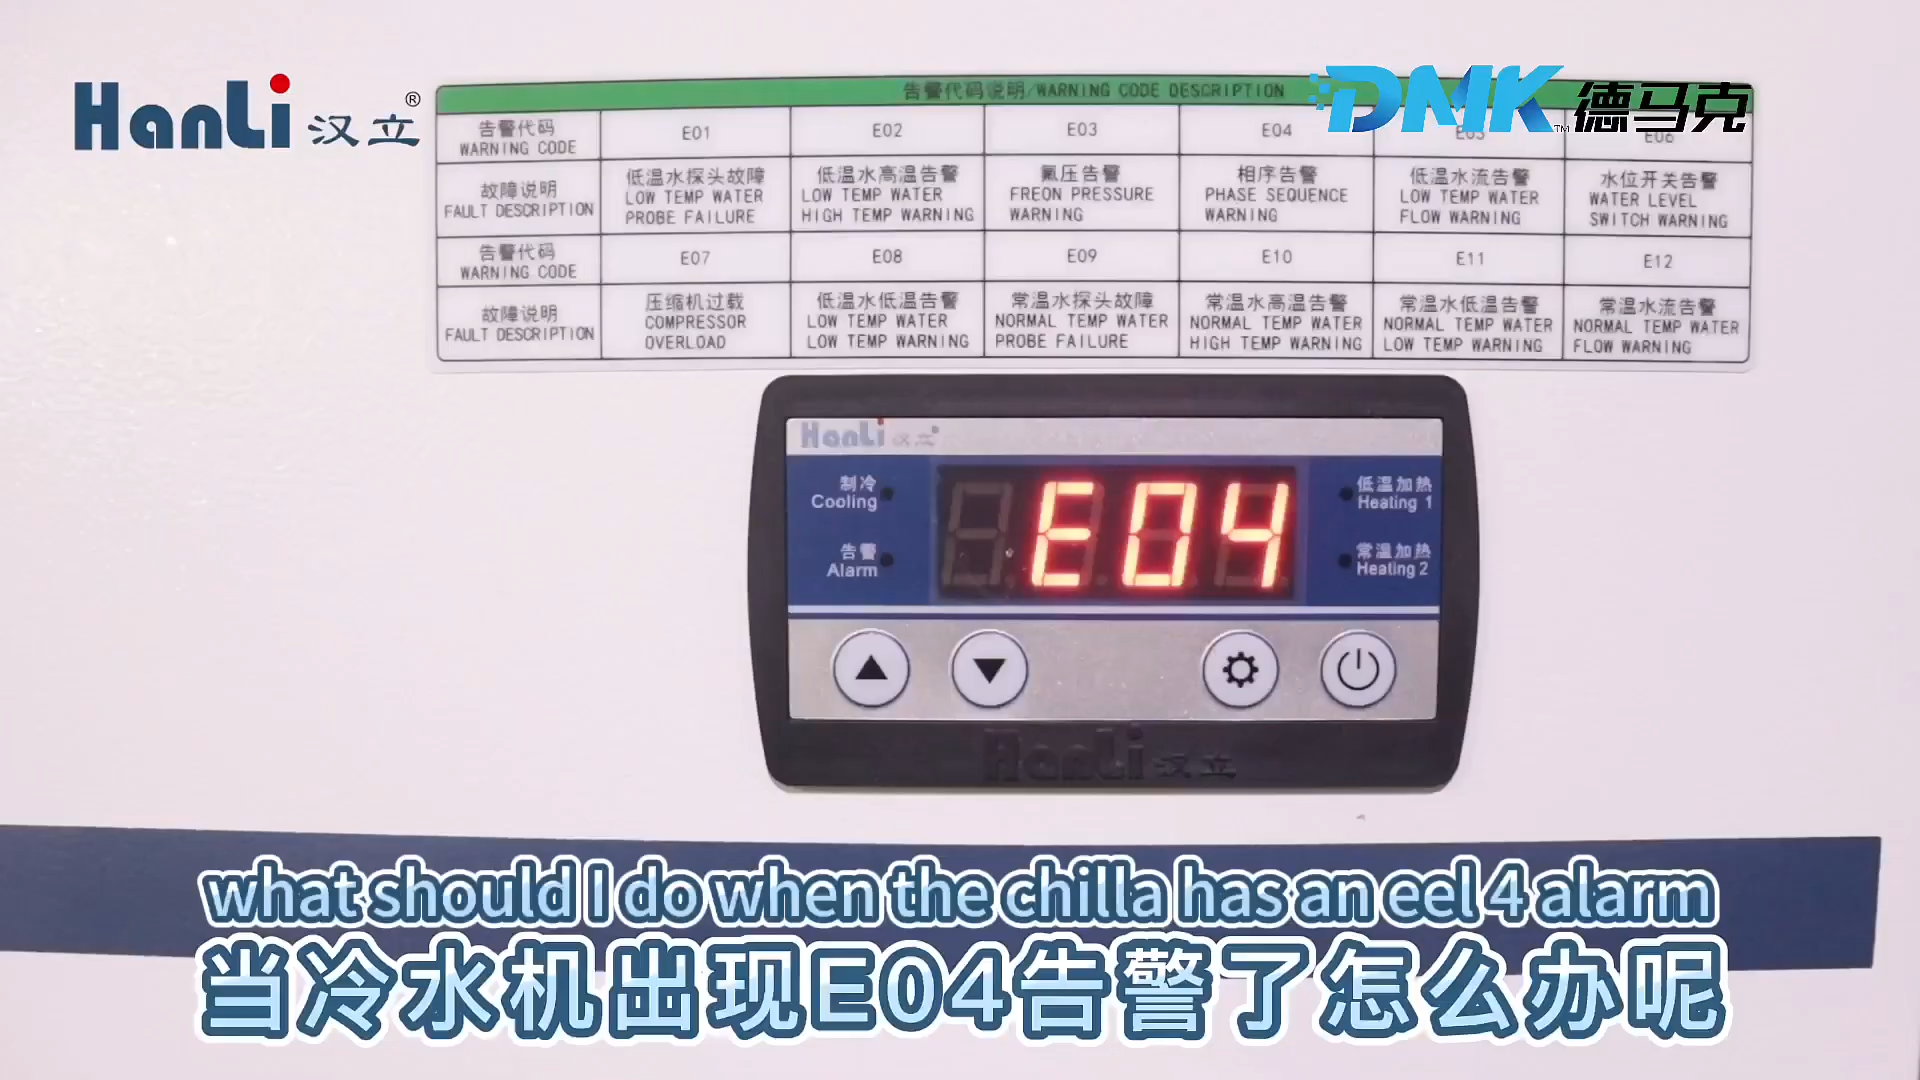 HanLi 汉立®
DMK™ 德马克
告警代码说明/WARNING CODE DESCRIPTION
告警代码
WARNING CODE
E01
E02
E03
E04
E05
E06
故障说明
FAULT DESCRIPTION
低温水探头故障
LOW TEMP WATER
PROBE FAILURE
低温水高温告警
LOW TEMP WATER
HIGH TEMP WARNING
氟压告警
FREON PRESSURE
WARNING
相序告警
PHASE SEQUENCE
WARNING
低温水流告警
LOW TEMP WATER
FLOW WARNING
水位开关告警
WATER LEVEL
SWITCH WARNING
告警代码
WARNING CODE
E07
E08
E09
E10
E11
E12
故障说明
FAULT DESCRIPTION
压缩机过载
COMPRESSOR
OVERLOAD
低温水低温告警
LOW TEMP WATER
LOW TEMP WARNING
常温水探头故障
NORMAL TEMP WATER
PROBE FAILURE
常温水高温告警
NORMAL TEMP WATER
HIGH TEMP WARNING
常温水低温告警
NORMAL TEMP WATER
LOW TEMP WARNING
常温水流告警
NORMAL TEMP WATER
FLOW WARNING
HanLi 汉立
制冷
Cooling
告警
Alarm
E04
低温加热
Heating 1
常温加热
Heating 2
HanLi 汉立
what should I do when the chilla has an eel 4 alarm
当冷水机出现E04告警了怎么办呢